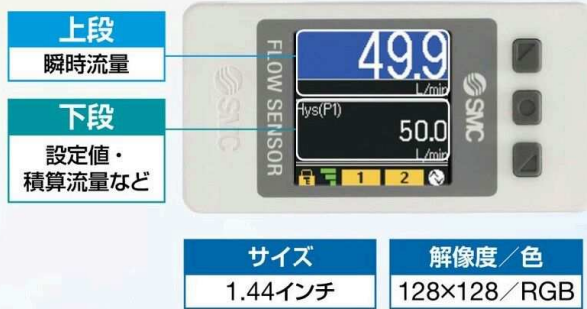 上段
瞬時流量
下段
設定値・
積算流量など
FLOW SENSOR
SMC
49.9
L/min
Hys(P1)
50.0
L/min
1 2
SMC
サイズ
1.44インチ
解像度／色
128×128／RGB